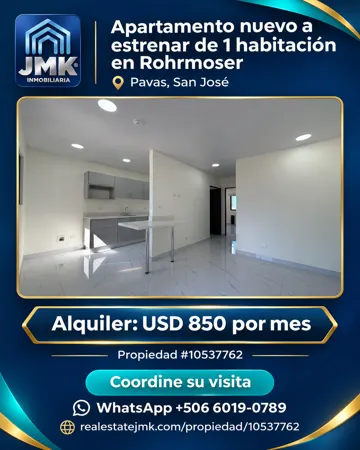 Apartamento nuevo a
estrenar de 1 habitación
en Rohrmoser
JMK
INMOBILIARIA
Pavas, San José
Alquiler: USD 850 por mes
Propiedad #10537762
Coordine su visita
WhatsApp +506 6019-0789
realestatejmk.com/propiedad/10537762